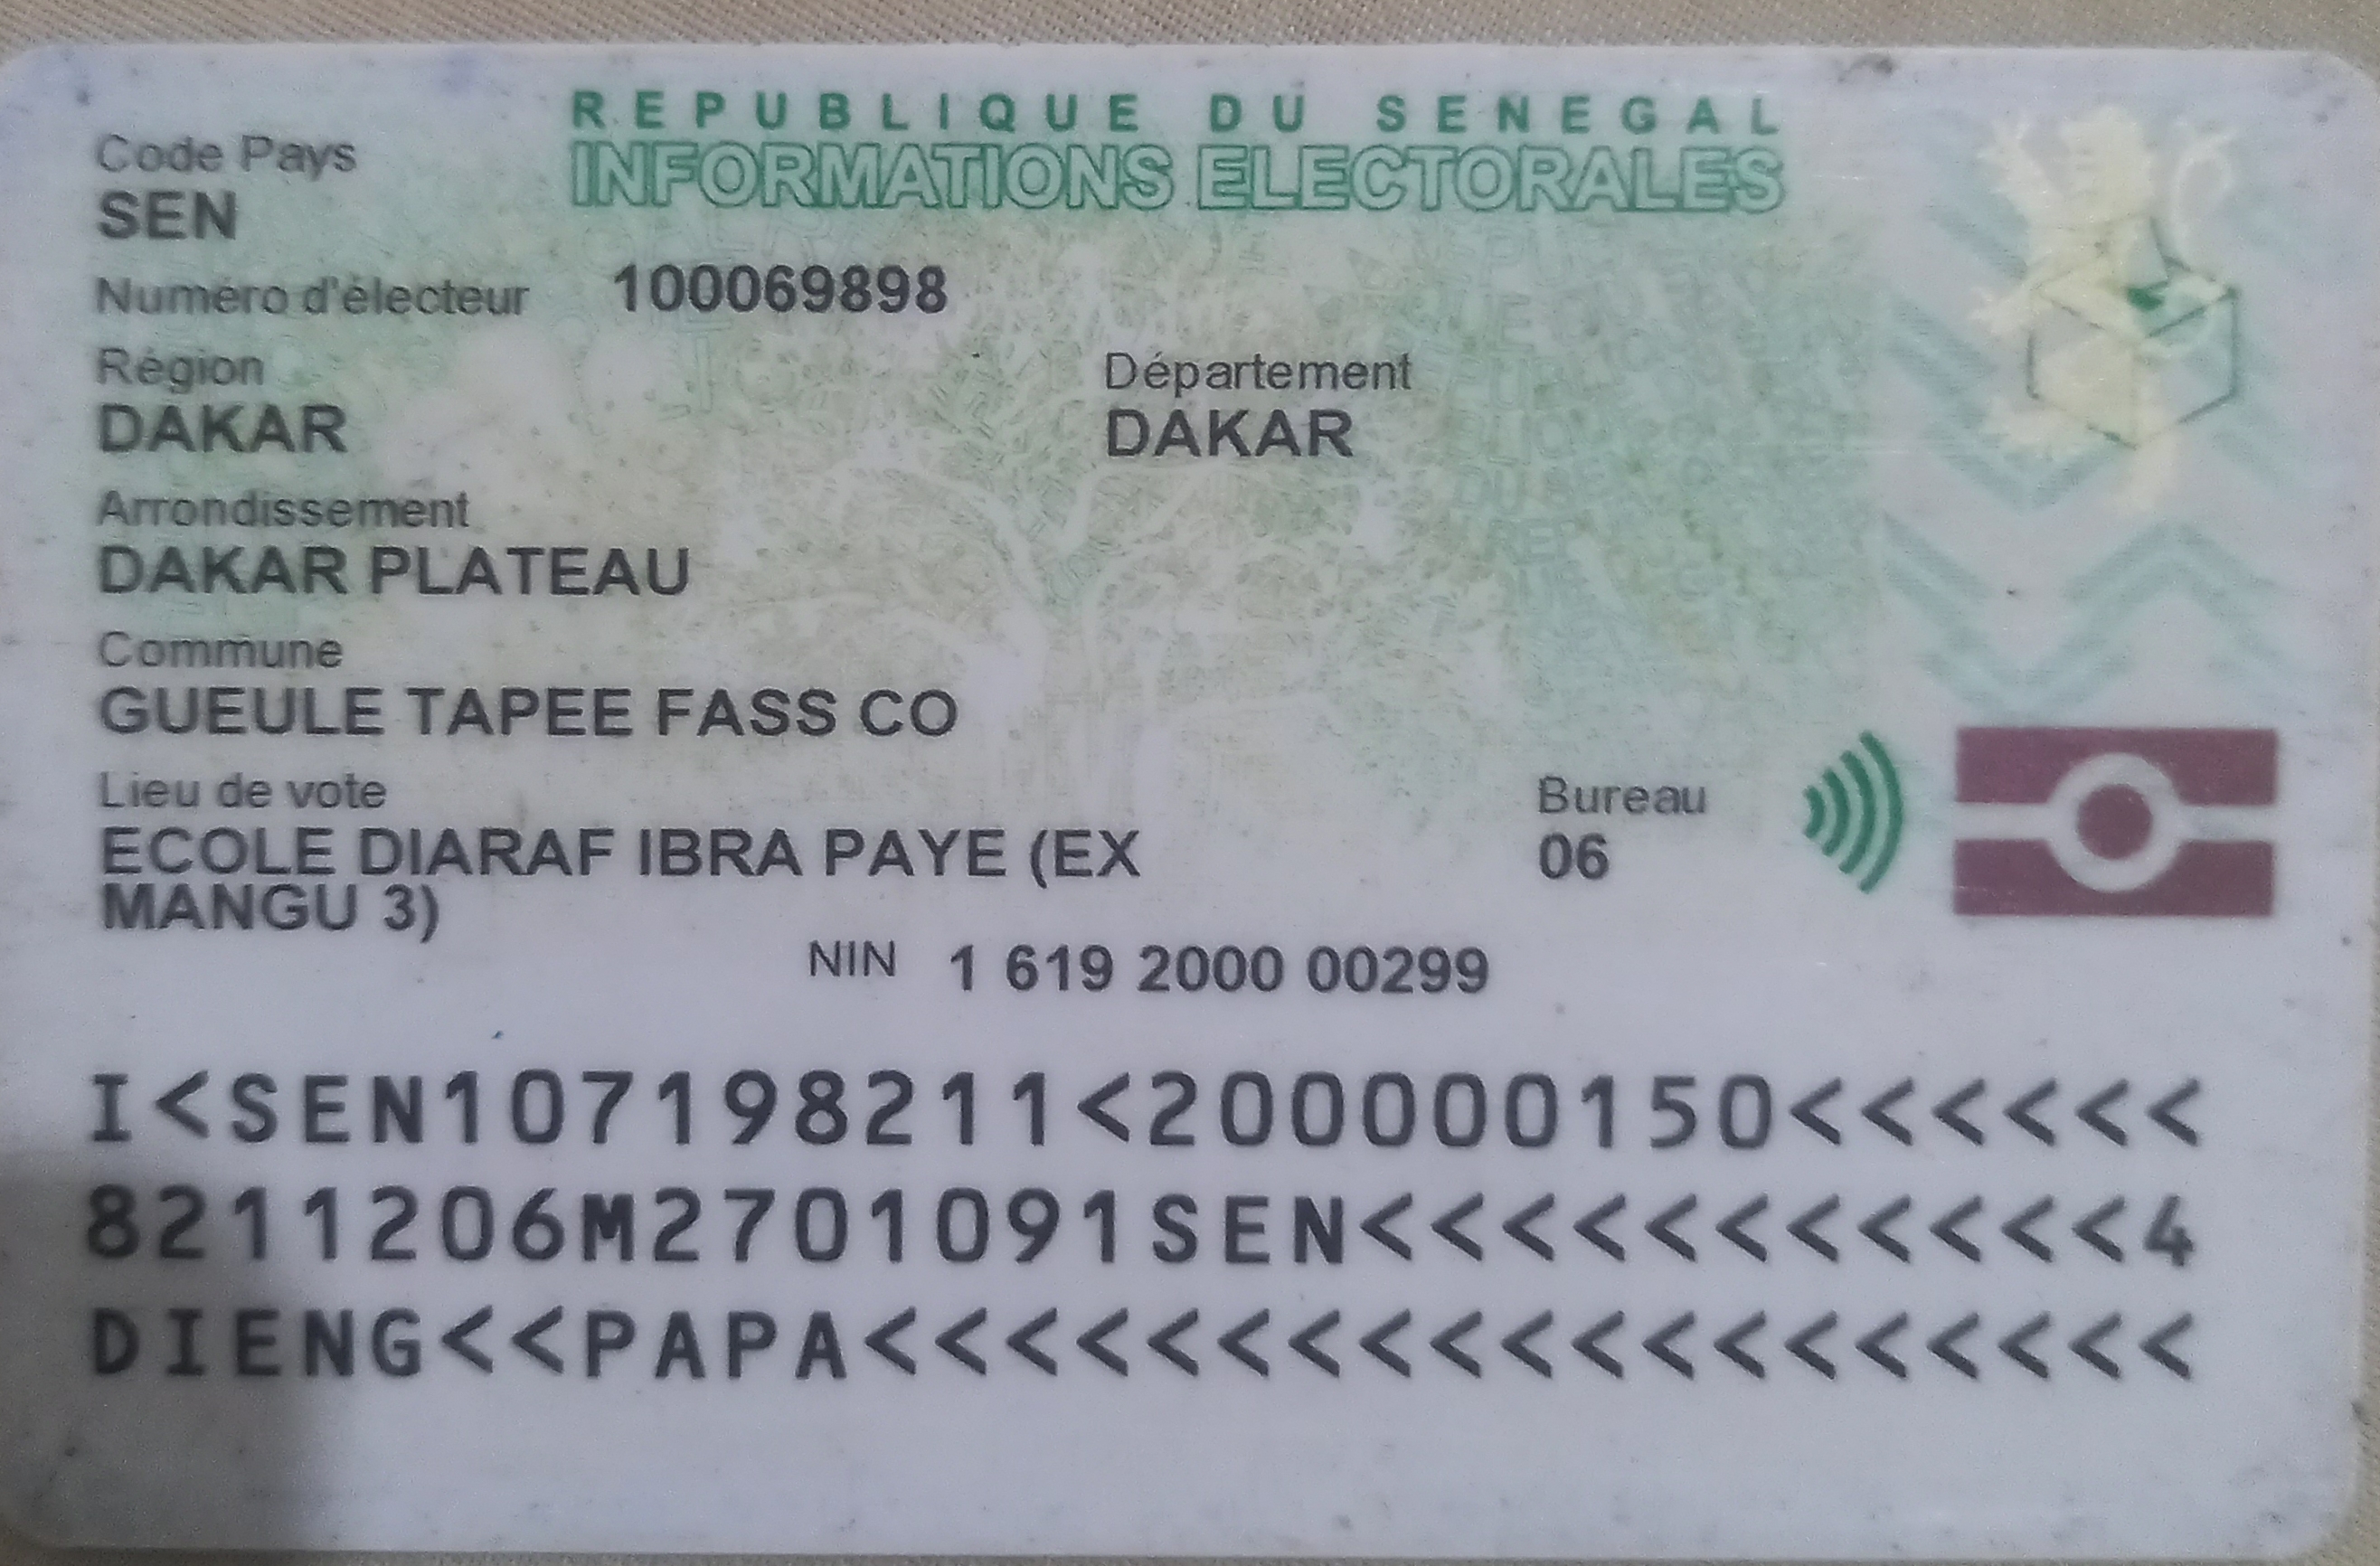 REPUBLIQUE DU SENEGAL
INFORMATIONS ELECTORALES
Code Pays
SEN
Numéro d'électeur 100069898
Région Département
DAKAR DAKAR
Arrondissement
DAKAR PLATEAU
Commune
GUEULE TAPEE FASS CO
Lieu de vote Bureau
ECOLE DIARAF IBRA PAYE (EX 06
MANGU 3)
NIN 1 619 2000 00299
I<SEN107198211<200000150<<<<<<
8211206M2701091SEN<<<<<<<<<<<4
DIENG<<PAPA<<<<<<<<<<<<<<<<<<<